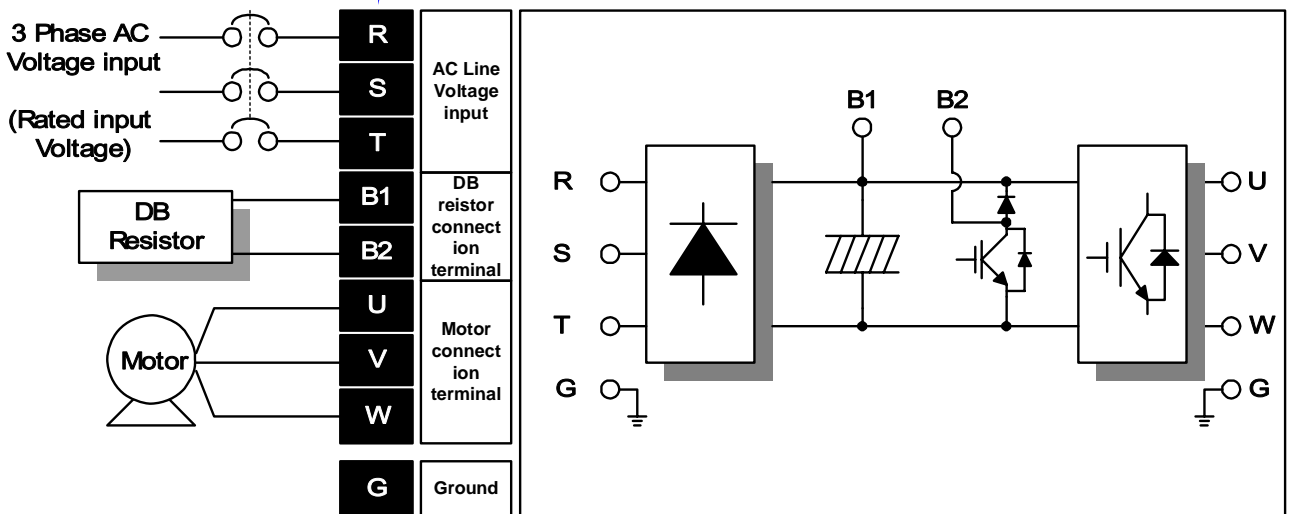 3 Phase AC
Voltage input
(Rated input
Voltage)
R
S
T
AC Line
Voltage
input
DB
Resistor
B1
B2
DB
reistor
connect
ion
terminal
Motor
U
V
W
Motor
connect
ion
terminal
G
Ground
B1
B2
R
S
T
G
U
V
W
G